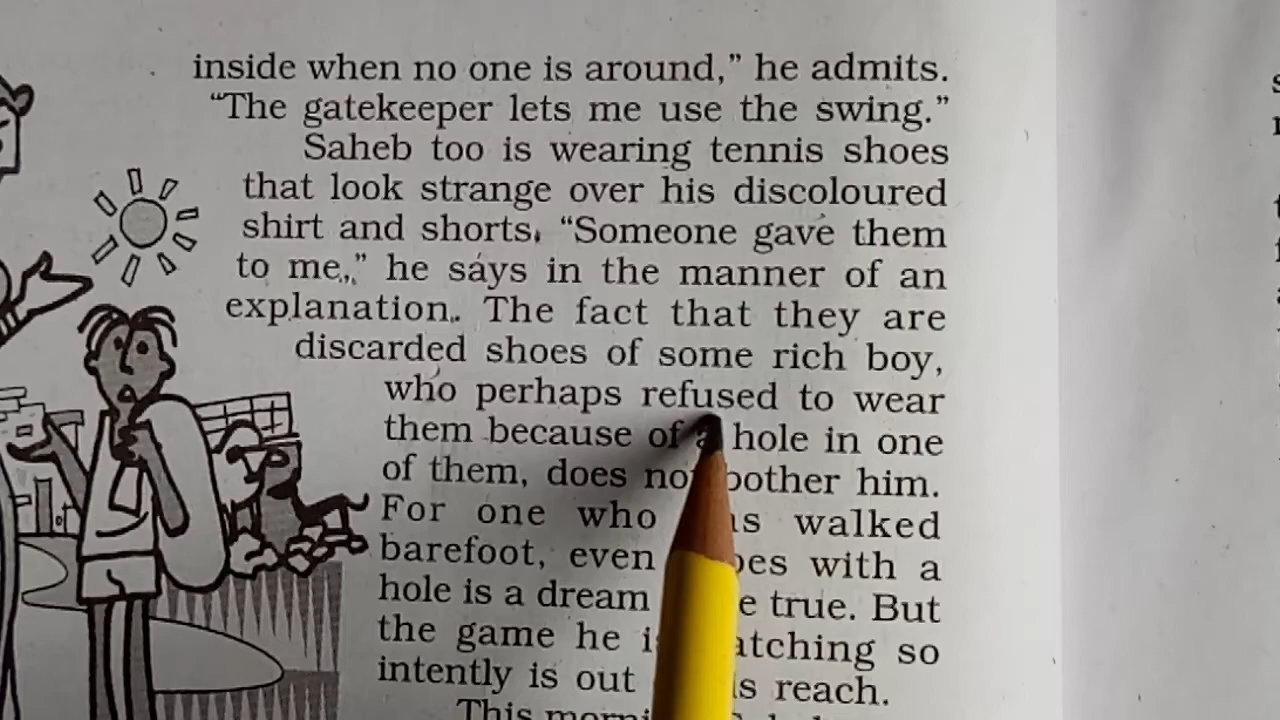 inside when no one is around,” he admits.
“The gatekeeper lets me use the swing.”
Saheb too is wearing tennis shoes
that look strange over his discoloured
shirt and shorts. “Someone gave them
to me,” he says in the manner of an
explanation. The fact that they are
discarded shoes of some rich boy,
who perhaps refused to wear
them because of a hole in one
of them, does not bother him.
For one who walked
barefoot, even with a
hole is a dream true. But
the game he so
intently is out reach.
This